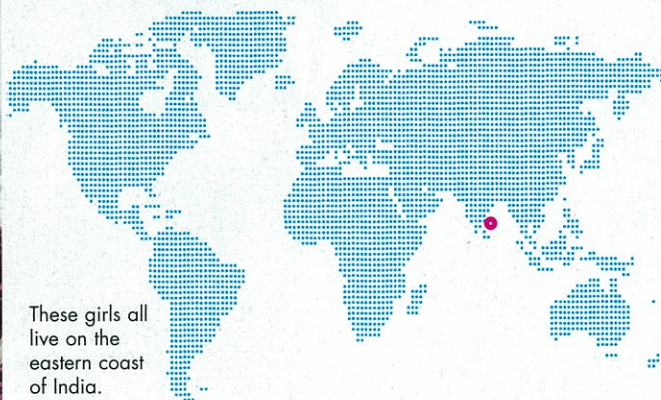 These girls all
live on the
eastern coast
of India.